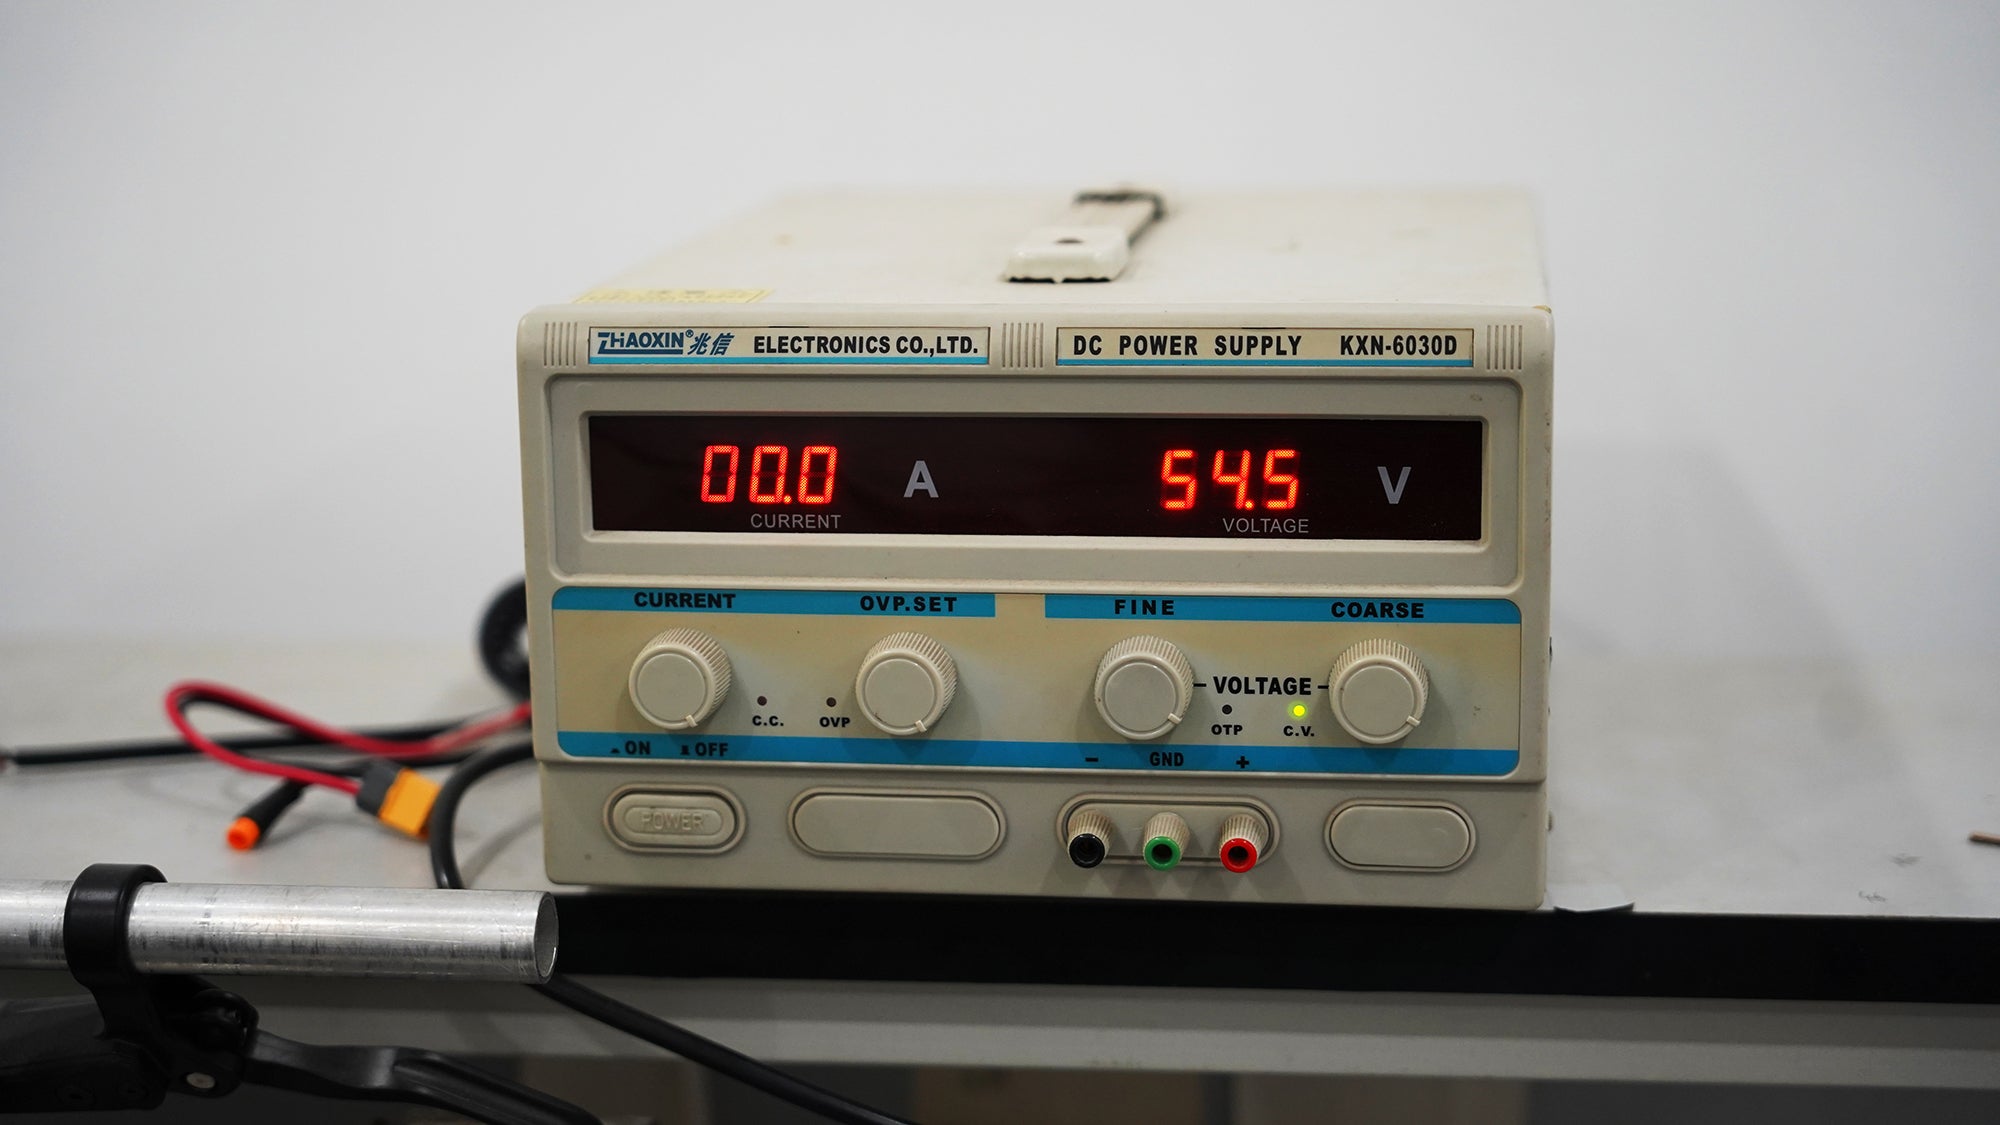 ZHAOXIN® 兆信 ELECTRONICS CO.,LTD.
DC POWER SUPPLY KXN-6030D
00.0 A
CURRENT
54.5 V
VOLTAGE
CURRENT OVP.SET
FINE COARSE
VOLTAGE
C.C. OVP
OTP C.V.
ON OFF
− GND +
POWER